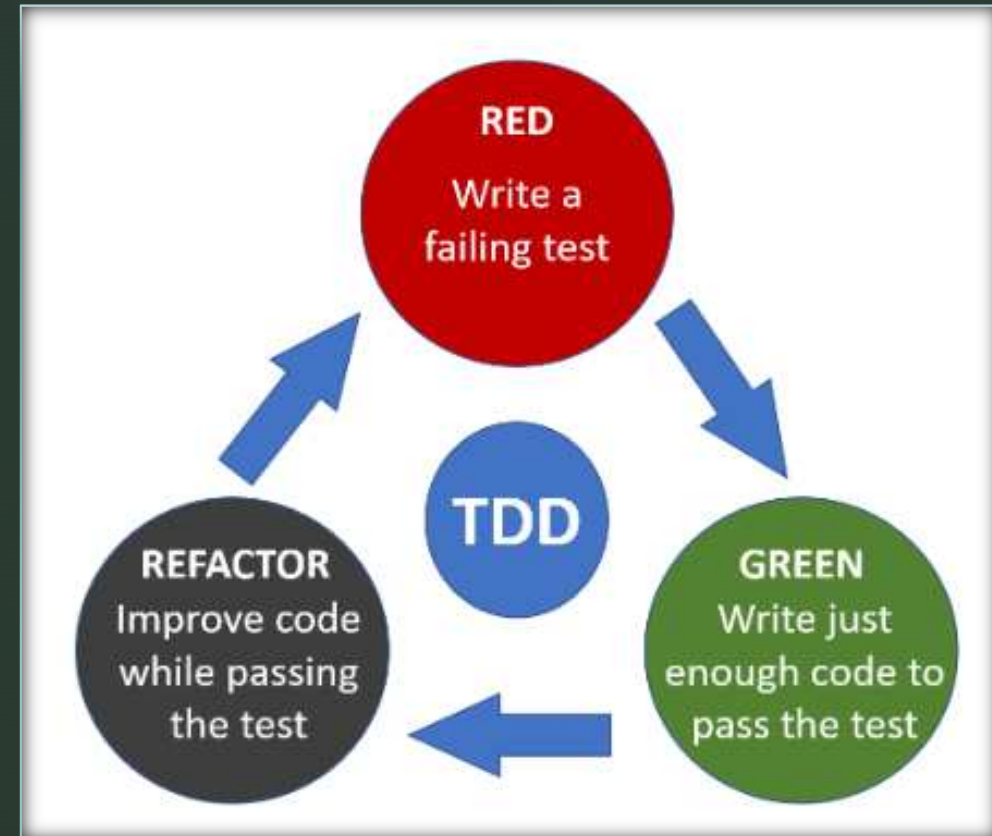 RED
Write a
failing test
TDD
REFACTOR
Improve code
while passing
the test
GREEN
Write just
enough code to
pass the test